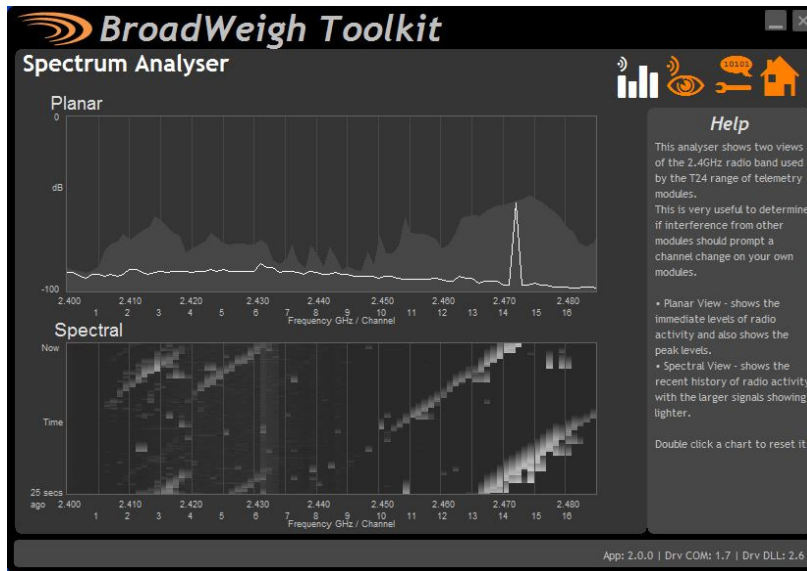 BroadWeigh Toolkit
Spectrum Analyser
10101
Planar
0
dB
-100
2.400 2.410 2.420 2.430 2.440 2.450 2.460 2.470 2.480
1 2 3 4 5 6 7 8 9 10 11 12 13 14 15 16
Frequency GHz / Channel
Spectral
Now
Time
25 secs
ago 2.400 2.410 2.420 2.430 2.440 2.450 2.460 2.470 2.480
1 2 3 4 5 6 7 8 9 10 11 12 13 14 15 16
Frequency GHz / Channel
Help
This analyser shows two views
of the 2.4GHz radio band used
by the T24 range of telemetry
modules.
This is very useful to determine
if interference from other
modules should prompt a
channel change on your own
modules.
• Planar View - shows the
immediate levels of radio
activity and also shows the
peak levels.
• Spectral View - shows the
recent history of radio activity
with the larger signals showing
lighter.
Double click a chart to reset it
App: 2.0.0 | Drv COM: 1.7 | Drv DLL: 2.6